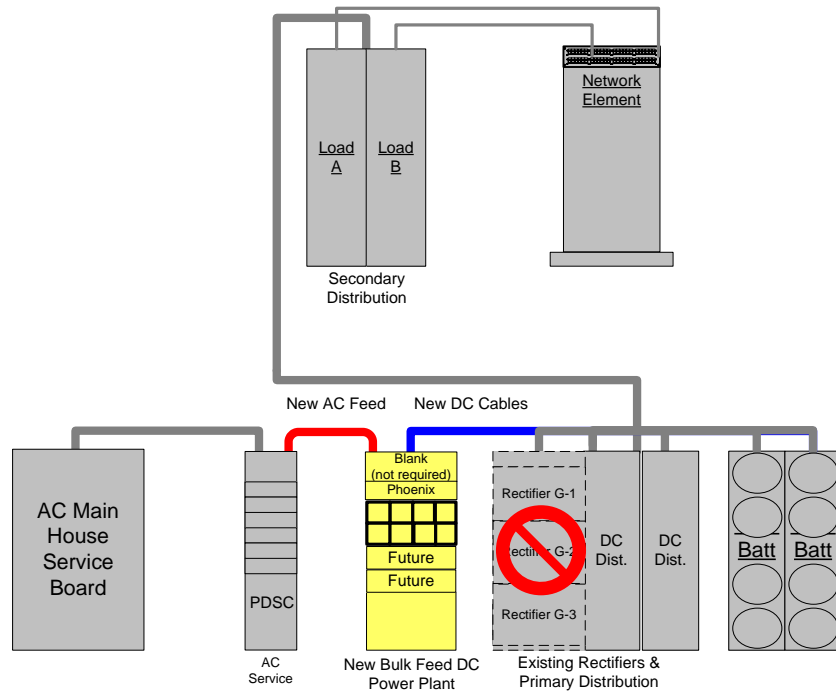 Load
A
Load
B
Network
Element
Secondary
Distribution
New AC Feed
New DC Cables
AC Main
House
Service
Board
PDSC
AC
Service
Blank
(not required)
Phoenix
Future
Future
New Bulk Feed DC
Power Plant
Rectifier G-1
Rectifier G-2
Rectifier G-3
DC
Dist.
DC
Dist.
Existing Rectifiers &
Primary Distribution
Batt
Batt